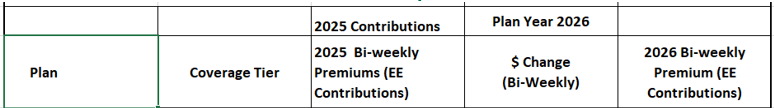 2025 Contributions
Plan Year 2026
Plan
Coverage Tier
2025  Bi-weekly
Premiums (EE
Contributions)
$ Change
(Bi-Weekly)
2026 Bi-weekly
Premium (EE
Contributions)